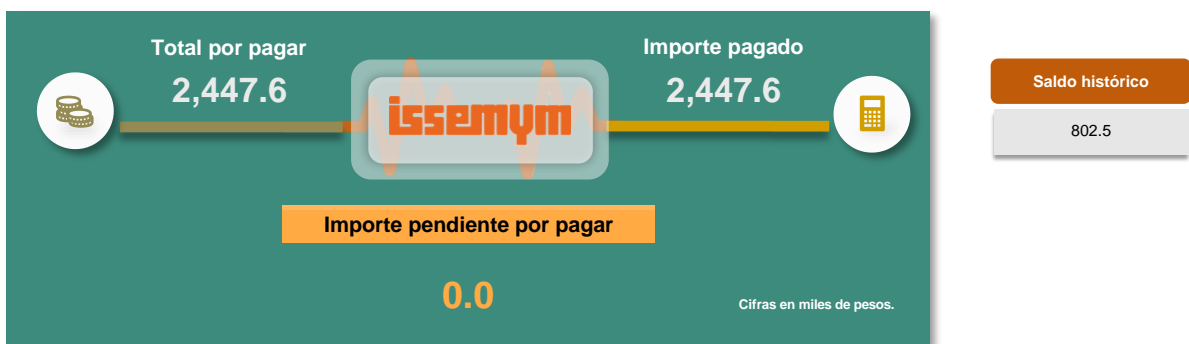 Total por pagar
2,447.6
issemym
Importe pagado
2,447.6
Importe pendiente por pagar
0.0
Cifras en miles de pesos.
Saldo histórico
802.5